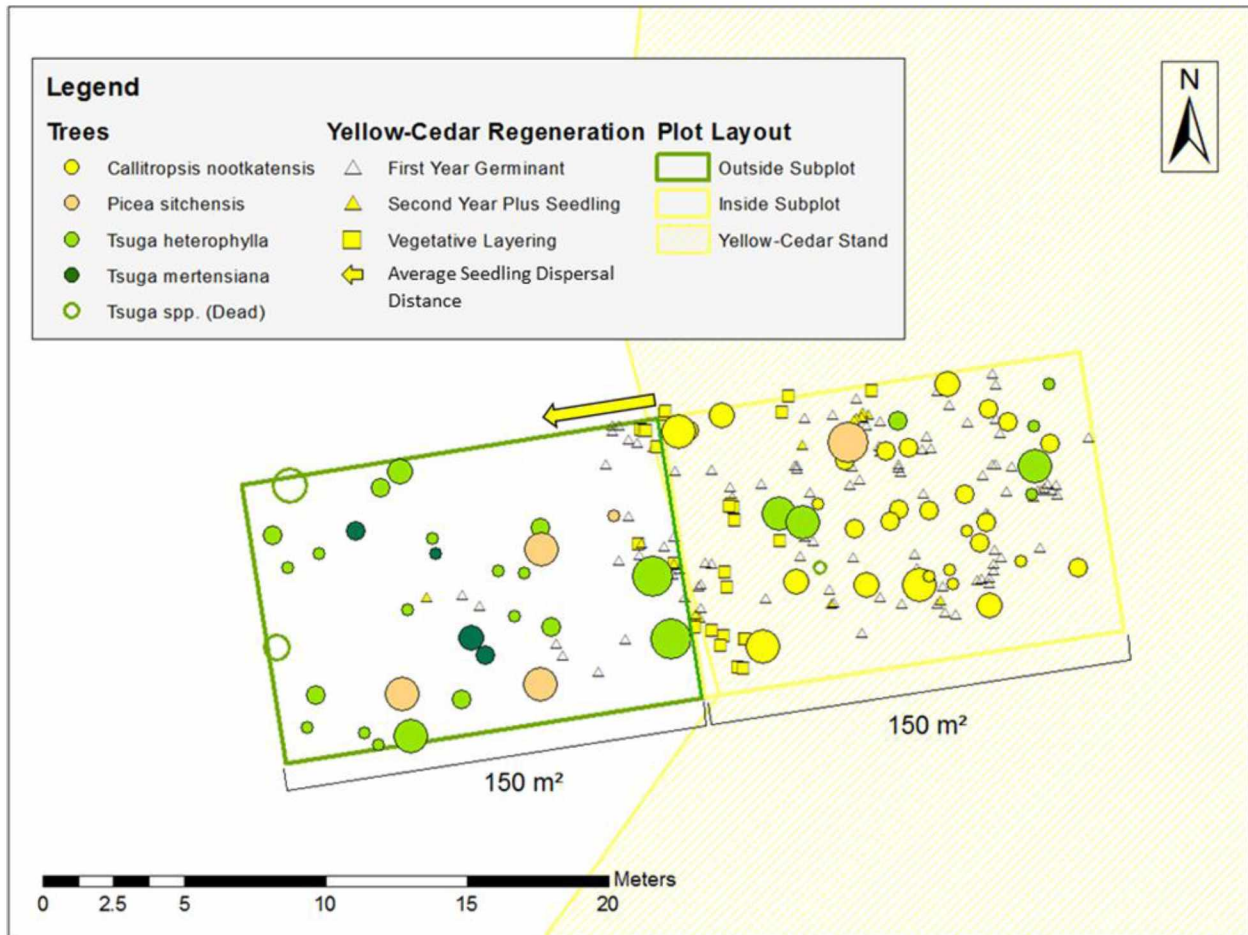 Legend
Trees
Callitropsis nootkatensis
Picea sitchensis
Tsuga heterophylla
Tsuga mertensiana
Tsuga spp. (Dead)
Yellow-Cedar Regeneration
First Year Germinant
Second Year Plus Seedling
Vegetative Layering
Average Seedling Dispersal
Distance
Plot Layout
Outside Subplot
Inside Subplot
Yellow-Cedar Stand
N
150 m²
150 m²
Meters
0 2.5 5 10 15 20